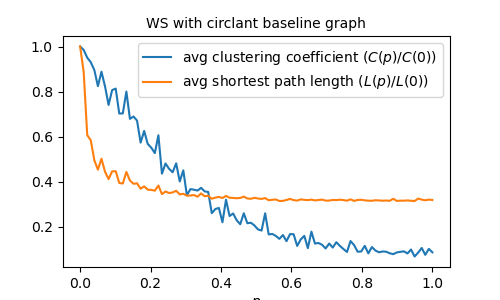 WS with circlant baseline graph
avg clustering coefficient (C(p)/C(0))
avg shortest path length (L(p)/L(0))
1.0
0.8
0.6
0.4
0.2
0.0 0.2 0.4 0.6 0.8 1.0